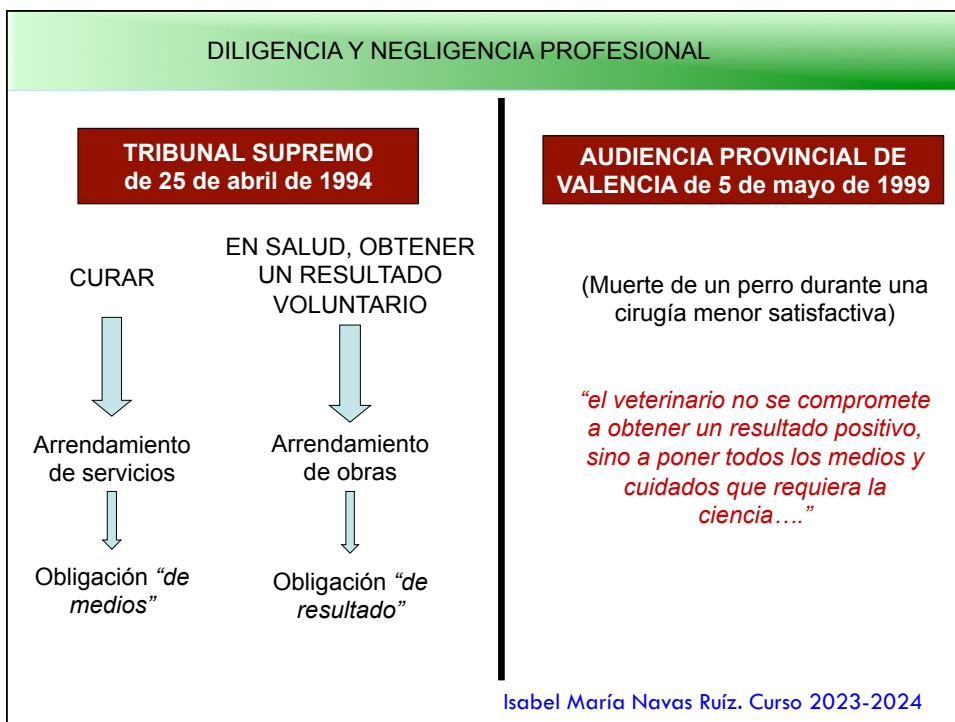 DILIGENCIA Y NEGLIGENCIA PROFESIONAL
TRIBUNAL SUPREMO
de 25 de abril de 1994
CURAR
Arrendamiento
de servicios
Obligación “de
medios”
EN SALUD, OBTENER
UN RESULTADO
VOLUNTARIO
Arrendamiento
de obras
Obligación “de
resultado”
AUDIENCIA PROVINCIAL DE
VALENCIA de 5 de mayo de 1999
(Muerte de un perro durante una
cirugía menor satisfactiva)
“el veterinario no se compromete
a obtener un resultado positivo,
sino a poner todos los medios y
cuidados que requiera la
ciencia….”
Isabel María Navas Ruíz. Curso 2023-2024